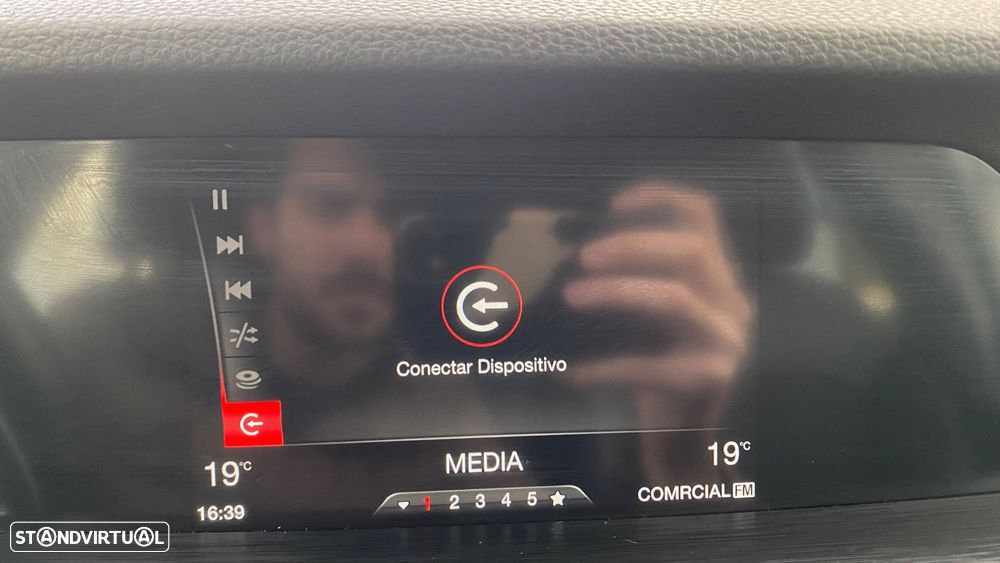 Conectar Dispositivo
19°C
MEDIA
19°C
16:39
1 2 3 4 5
COMRCIAL FM
STANDVIRTUAL